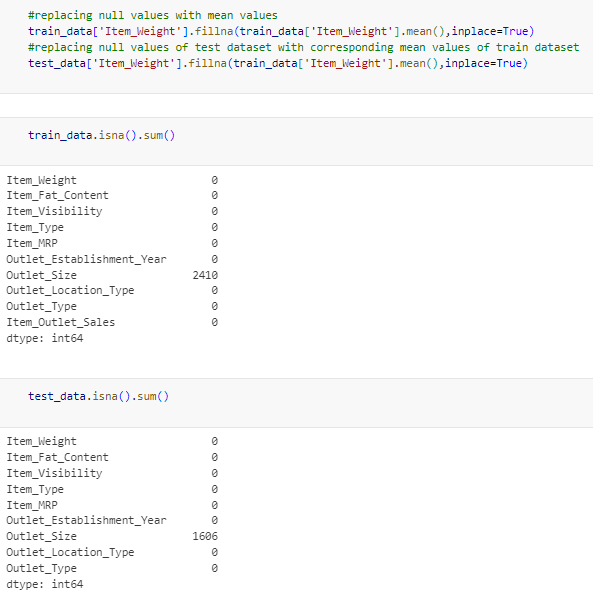 #replacing null values with mean values
train_data['Item_Weight'].fillna(train_data['Item_Weight'].mean(),inplace=True)
#replacing null values of test dataset with corresponding mean values of train dataset
test_data['Item_Weight'].fillna(train_data['Item_Weight'].mean(),inplace=True)
train_data.isna().sum()
Item_Weight 0
Item_Fat_Content 0
Item_Visibility 0
Item_Type 0
Item_MRP 0
Outlet_Establishment_Year 0
Outlet_Size 2410
Outlet_Location_Type 0
Outlet_Type 0
Item_Outlet_Sales 0
dtype: int64
test_data.isna().sum()
Item_Weight 0
Item_Fat_Content 0
Item_Visibility 0
Item_Type 0
Item_MRP 0
Outlet_Establishment_Year 0
Outlet_Size 1606
Outlet_Location_Type 0
Outlet_Type 0
dtype: int64